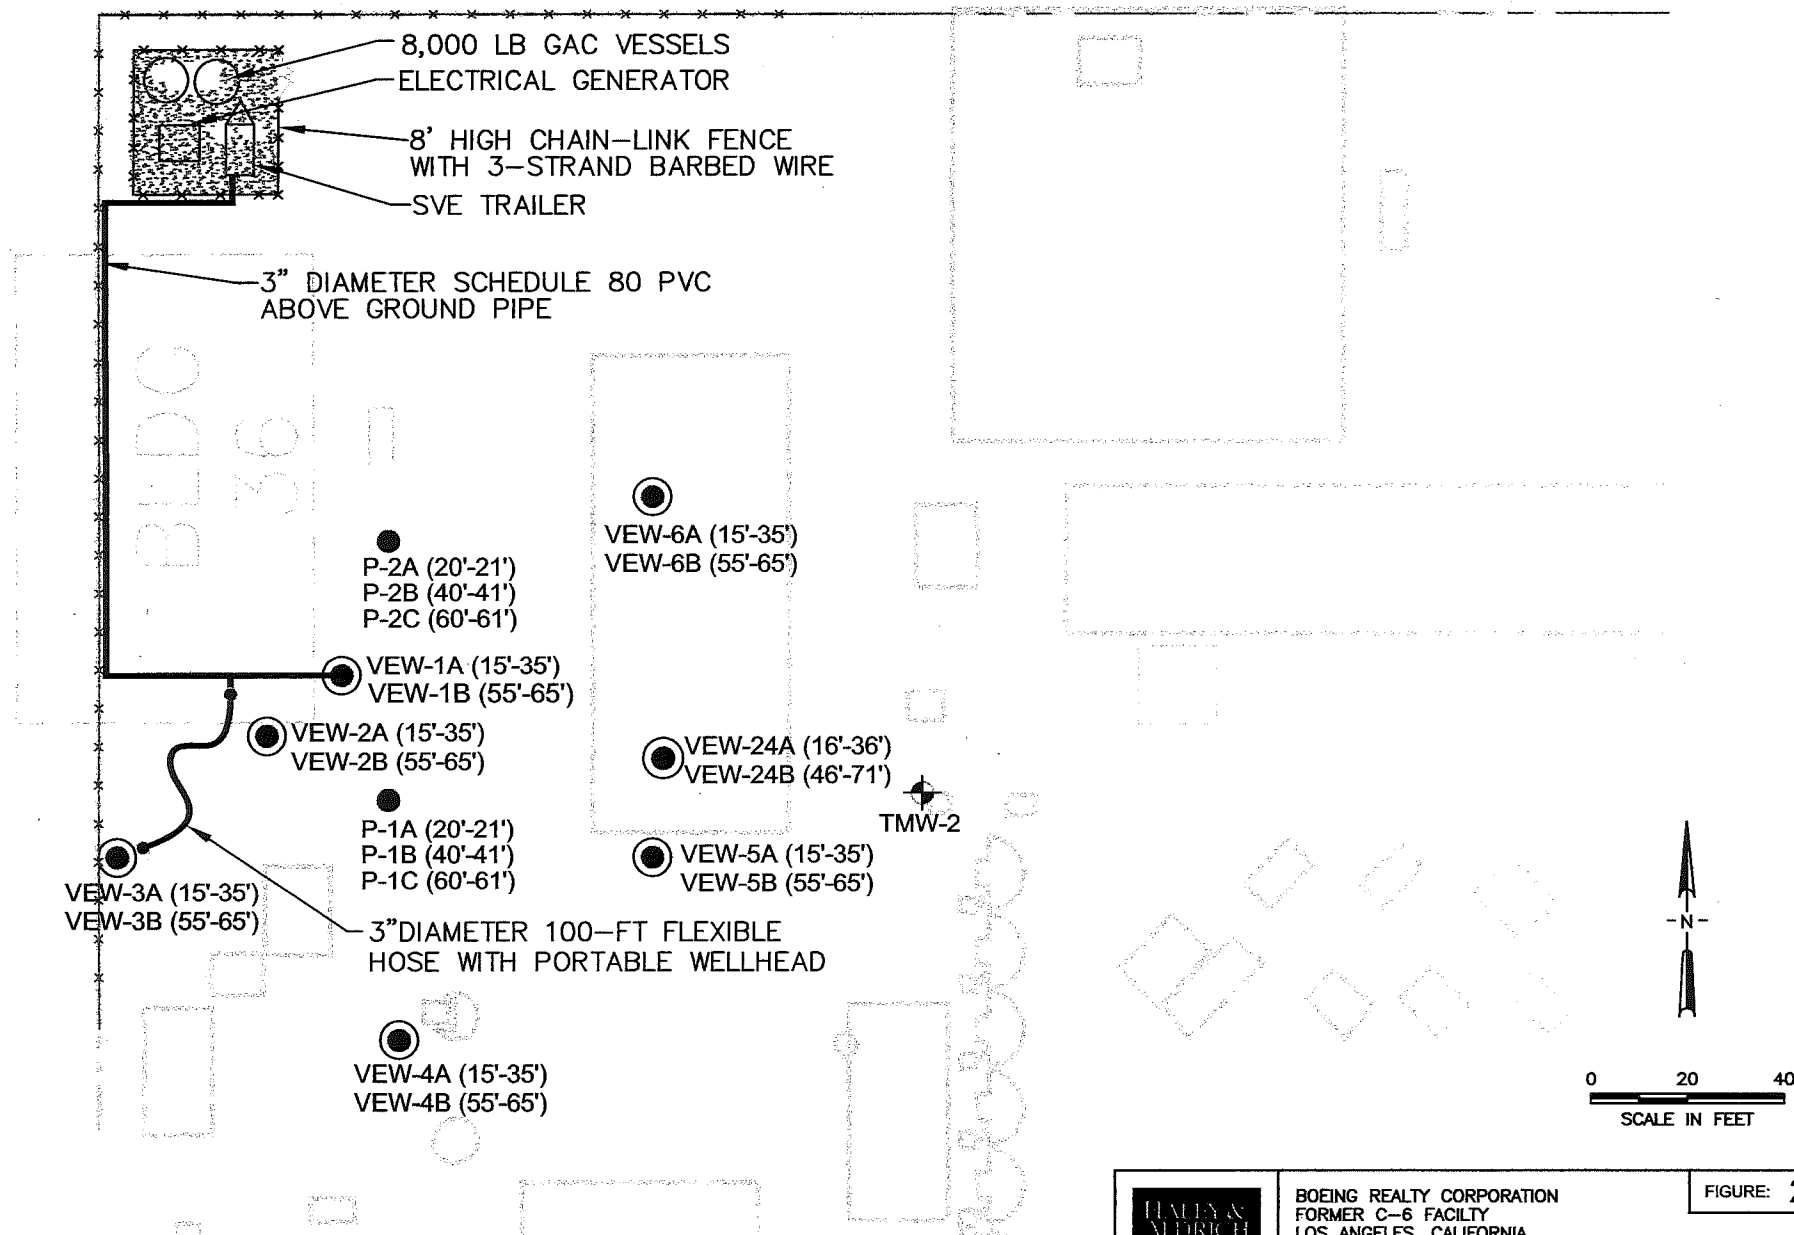 8,000 LB GAC VESSELS
ELECTRICAL GENERATOR
8' HIGH CHAIN-LINK FENCE
WITH 3-STRAND BARBED WIRE
SVE TRAILER
3" DIAMETER SCHEDULE 80 PVC
ABOVE GROUND PIPE
BLDG
36
VEW-6A (15'-35')
VEW-6B (55'-65')
P-2A (20'-21')
P-2B (40'-41')
P-2C (60'-61')
VEW-1A (15'-35')
VEW-1B (55'-65')
VEW-2A (15'-35')
VEW-2B (55'-65')
VEW-24A (16'-36')
VEW-24B (46'-71')
TMW-2
P-1A (20'-21')
P-1B (40'-41')
P-1C (60'-61')
VEW-5A (15'-35')
VEW-5B (55'-65')
VEW-3A (15'-35')
VEW-3B (55'-65')
3"DIAMETER 100-FT FLEXIBLE
HOSE WITH PORTABLE WELLHEAD
-N-
VEW-4A (15'-35')
VEW-4B (55'-65')
0 20 40
SCALE IN FEET
HALEY &
ALDRICH
BOEING REALTY CORPORATION
FORMER C-6 FACILTY
LOS ANGELES, CALIFORNIA
FIGURE: